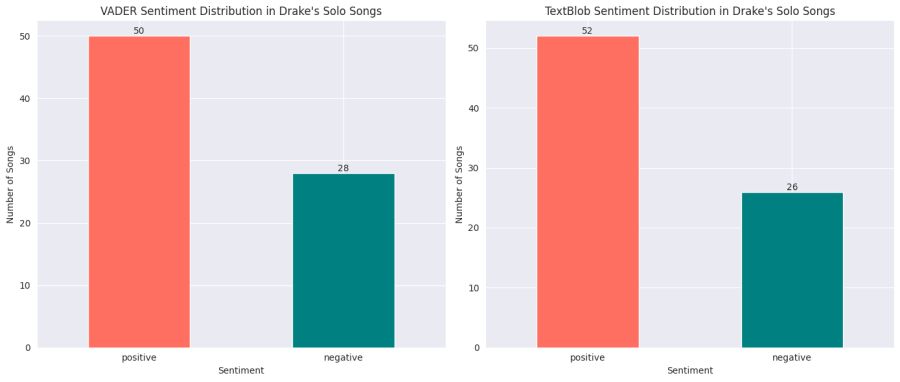 VADER Sentiment Distribution in Drake's Solo Songs
50
28
50
40
30
20
10
0
Number of Songs
positive
negative
Sentiment
TextBlob Sentiment Distribution in Drake's Solo Songs
52
26
50
40
30
20
10
0
Number of Songs
positive
negative
Sentiment